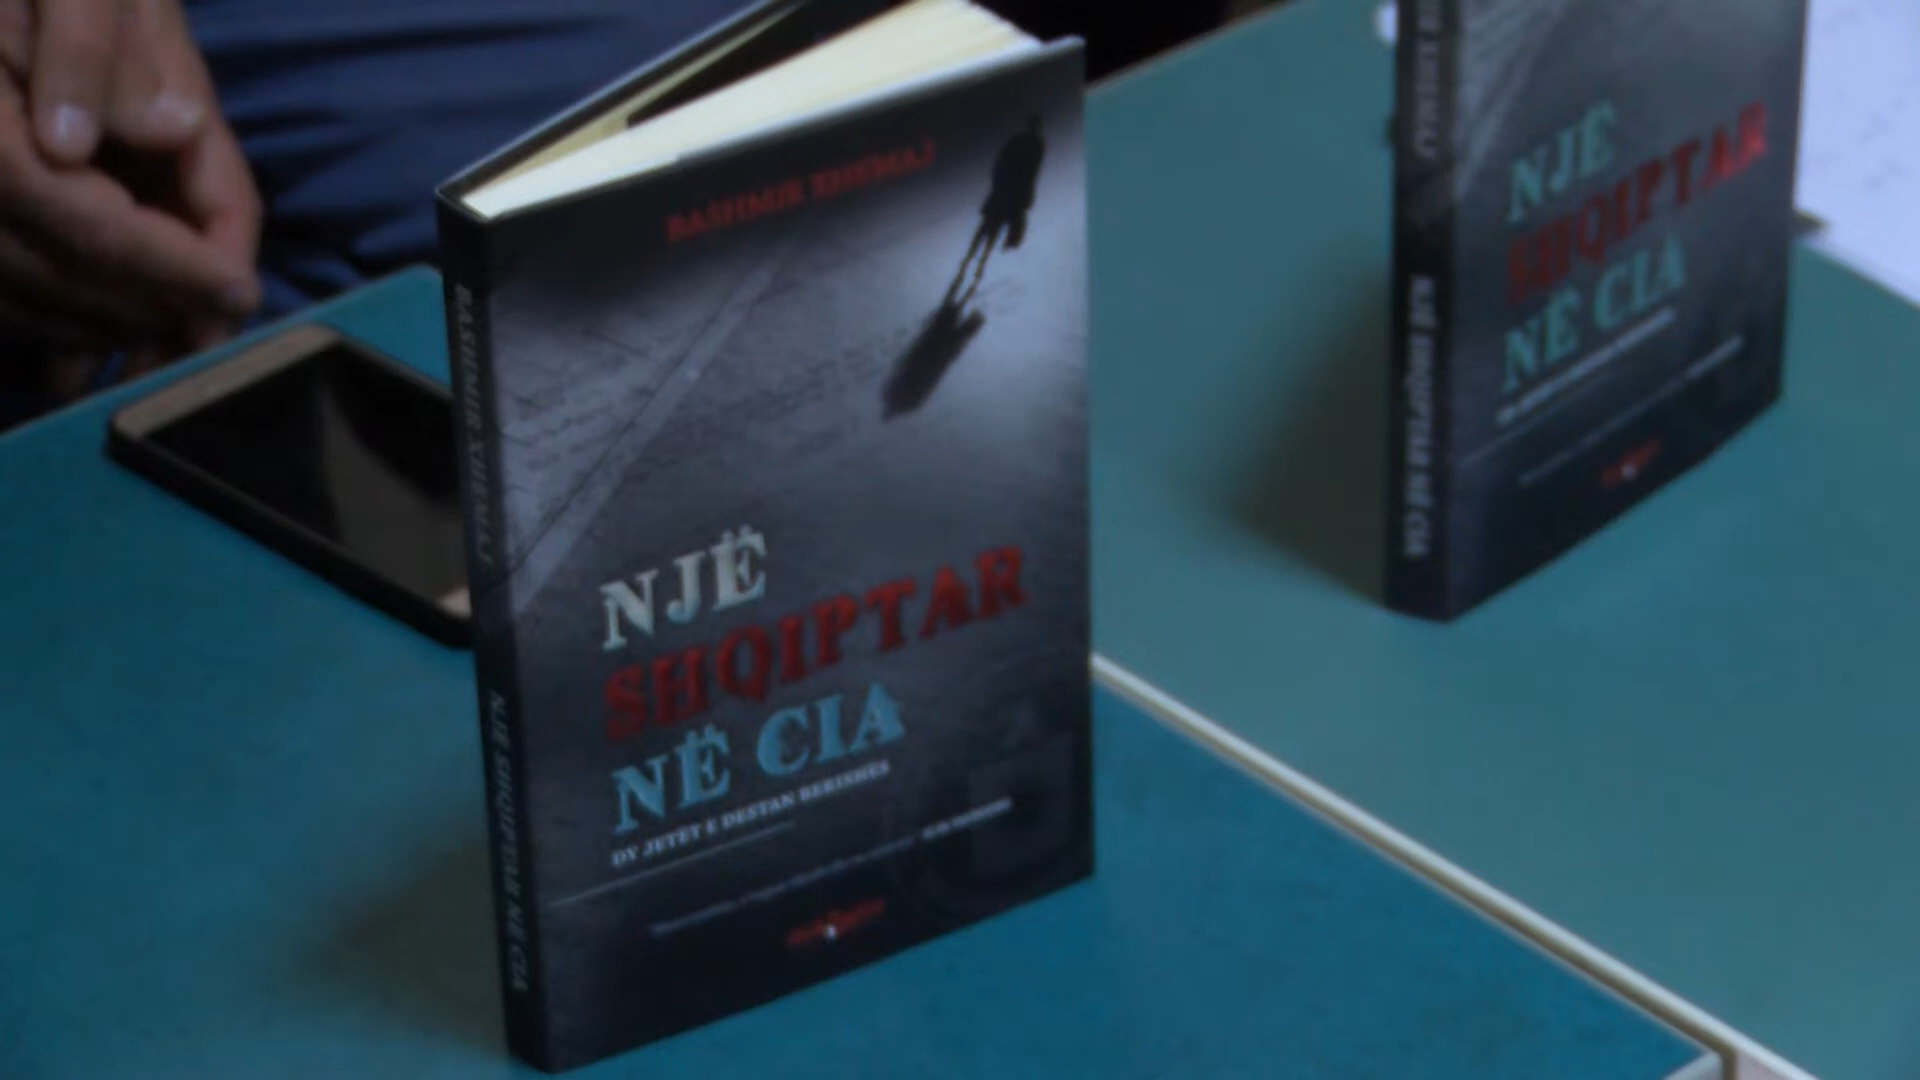 BASHMIR XHEMAJ
NJË
SHQIPTAR
NË CIA
DY JETËT E DESTAN BERISHËS
BASHMIR XHEMAJ
NJË SHQIPTAR NË CIA
NJË
SHQIPTAR
NË CIA
XHEMAJ
NJË SHQIPTAR NË CIA